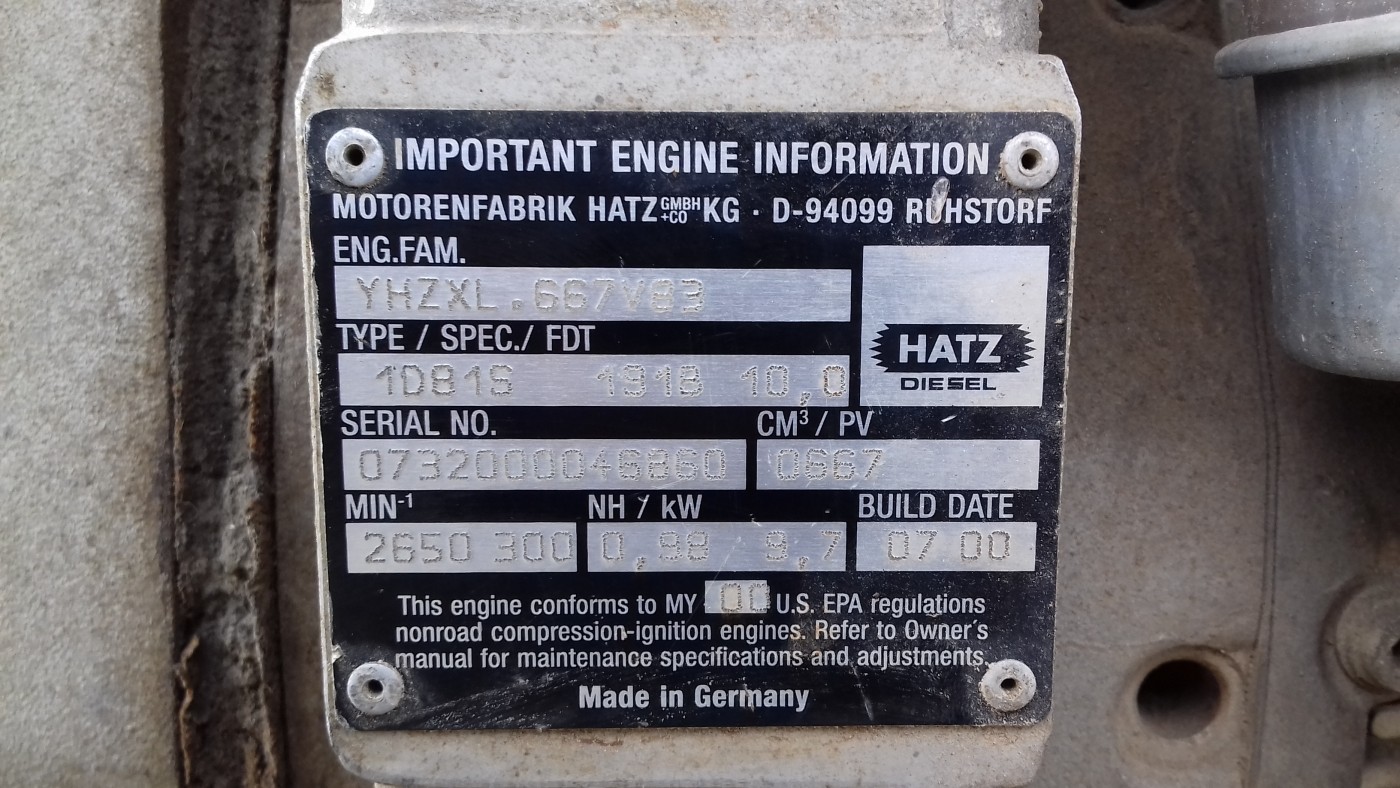 IMPORTANT ENGINE INFORMATION
MOTORENFABRIK HATZ GMBH +CO KG · D-94099 RUHSTORF
ENG.FAM.
YHZXL.667V83
TYPE / SPEC./ FDT
1D81S 191B 10,0
HATZ
DIESEL
SERIAL NO. CM³ / PV
0732000046860 0667
MIN-¹ NH / kW BUILD DATE
2650 300 0,98 9,7 07 00
This engine conforms to MY 00 U.S. EPA regulations
nonroad compression-ignition engines. Refer to Owner's
manual for maintenance specifications and adjustments.
Made in Germany